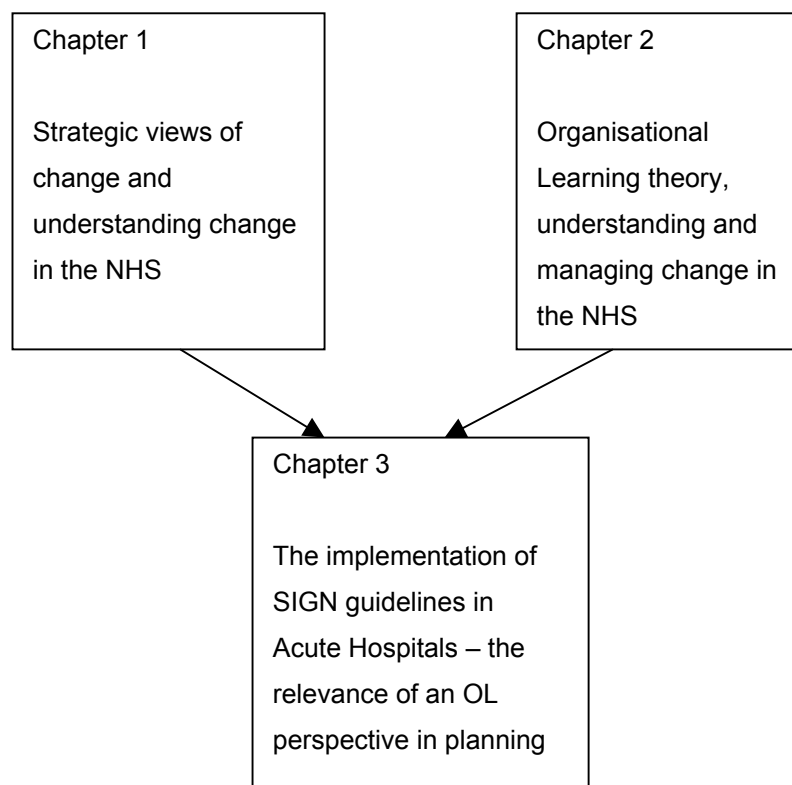 Chapter 1
Strategic views of
change and
understanding change
in the NHS
Chapter 2
Organisational
Learning theory,
understanding and
managing change in
the NHS
Chapter 3
The implementation of
SIGN guidelines in
Acute Hospitals – the
relevance of an OL
perspective in planning